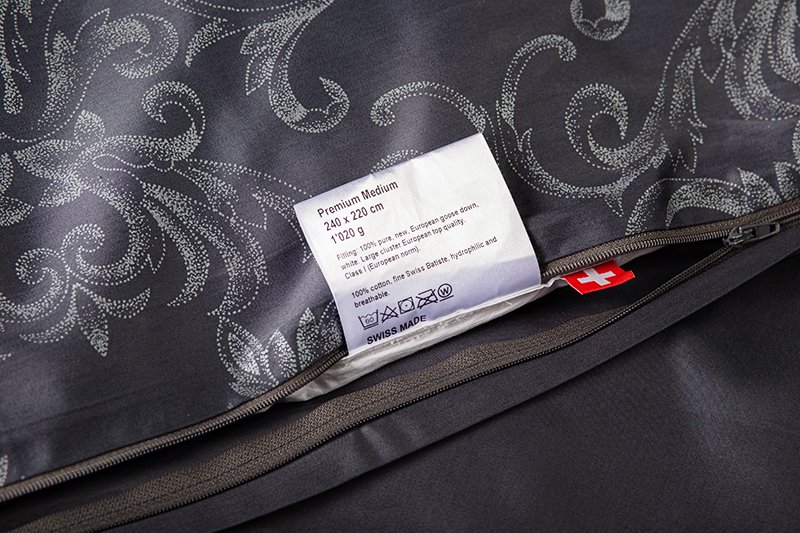 Premium Medium
240 x 220 cm
1'020 g
Filling: 100% pure, new, European goose down,
white. Large cluster European top quality.
Class I (European norm).
100% cotton, fine Swiss Batiste, hydrophilic and
breathable.
60 W
SWISS MADE